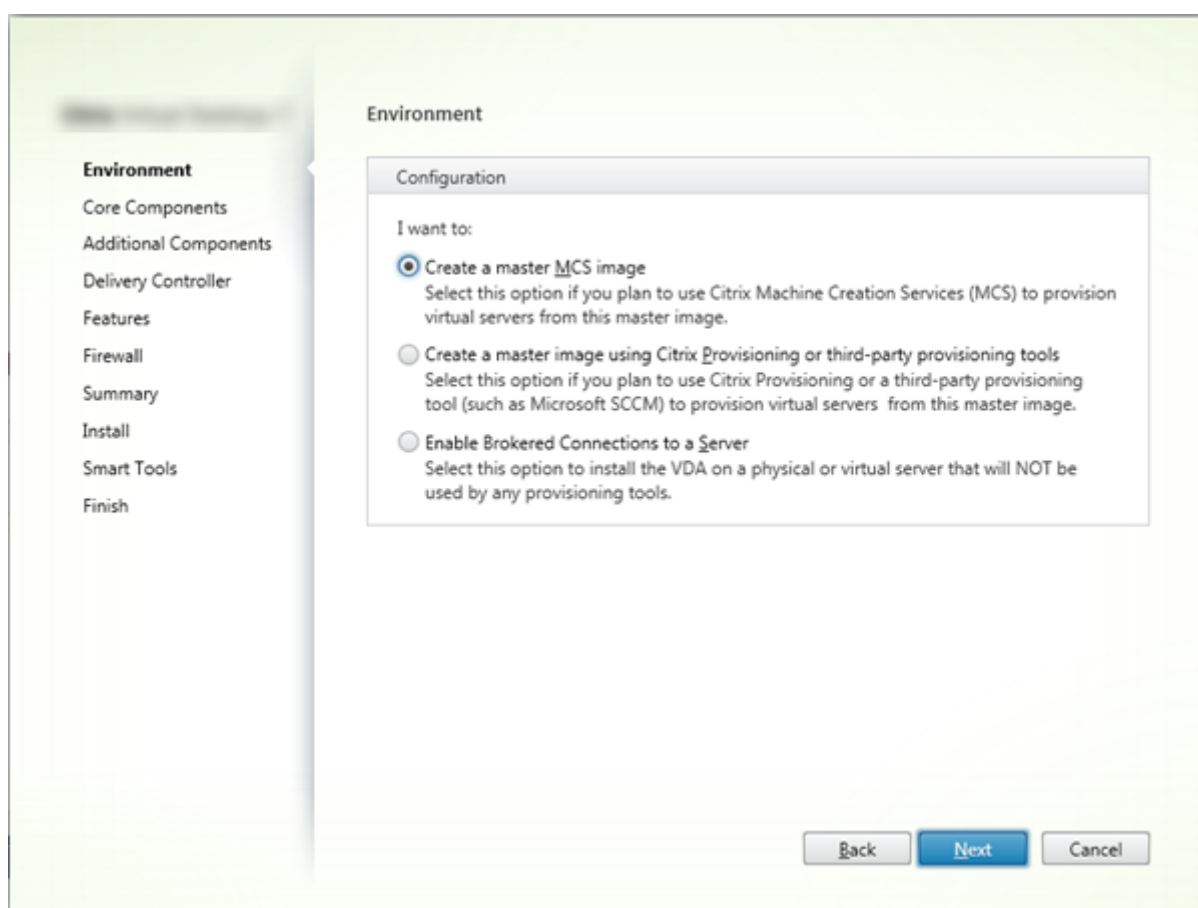 Environment
Core Components
Additional Components
Delivery Controller
Features
Firewall
Summary
Install
Smart Tools
Finish
Environment
Configuration
I want to:
Create a master MCS image
Select this option if you plan to use Citrix Machine Creation Services (MCS) to provision
virtual servers from this master image.
Create a master image using Citrix Provisioning or third-party provisioning tools
Select this option if you plan to use Citrix Provisioning or a third-party provisioning
tool (such as Microsoft SCCM) to provision virtual servers from this master image.
Enable Brokered Connections to a Server
Select this option to install the VDA on a physical or virtual server that will NOT be
used by any provisioning tools.
Back
Next
Cancel